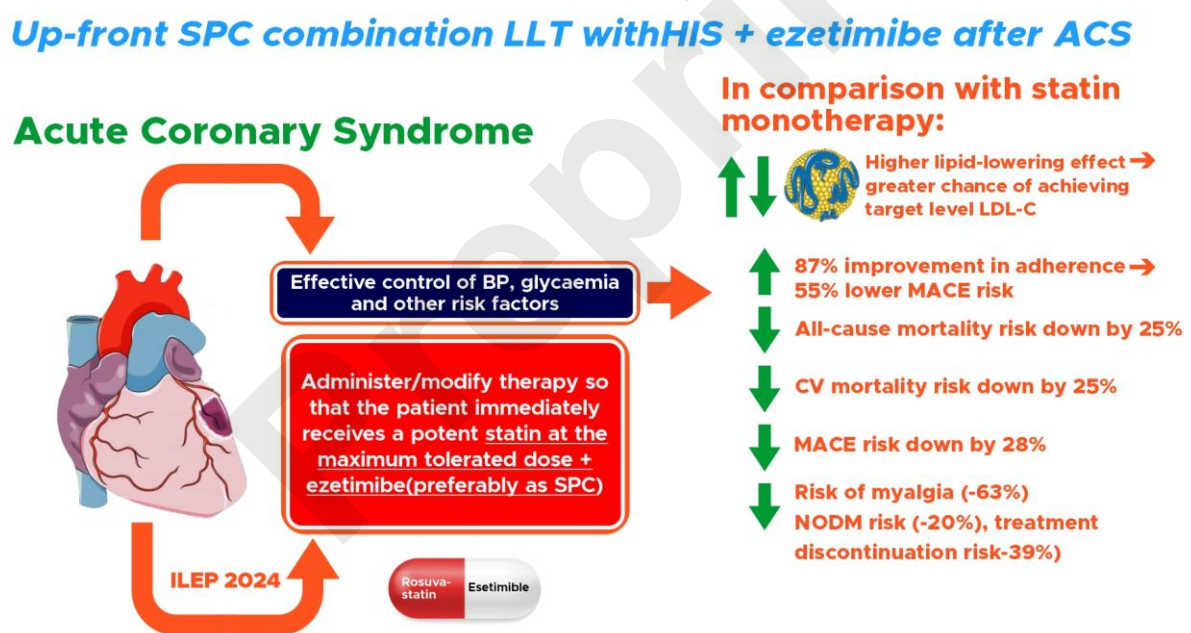 Up-front SPC combination LLT withHIS + ezetimibe after ACS
Acute Coronary Syndrome
Effective control of BP, glycaemia
and other risk factors
Administer/modify therapy so
that the patient immediately
receives a potent statin at the
maximum tolerated dose +
ezetimibe(preferably as SPC)
ILEP 2024
Rosuva-
statin
Esetimible
In comparison with statin
monotherapy:
Higher lipid-lowering effect →
greater chance of achieving
target level LDL-C
87% improvement in adherence →
55% lower MACE risk
All-cause mortality risk down by 25%
CV mortality risk down by 25%
MACE risk down by 28%
Risk of myalgia (-63%)
NODM risk (-20%), treatment
discontinuation risk-39%)